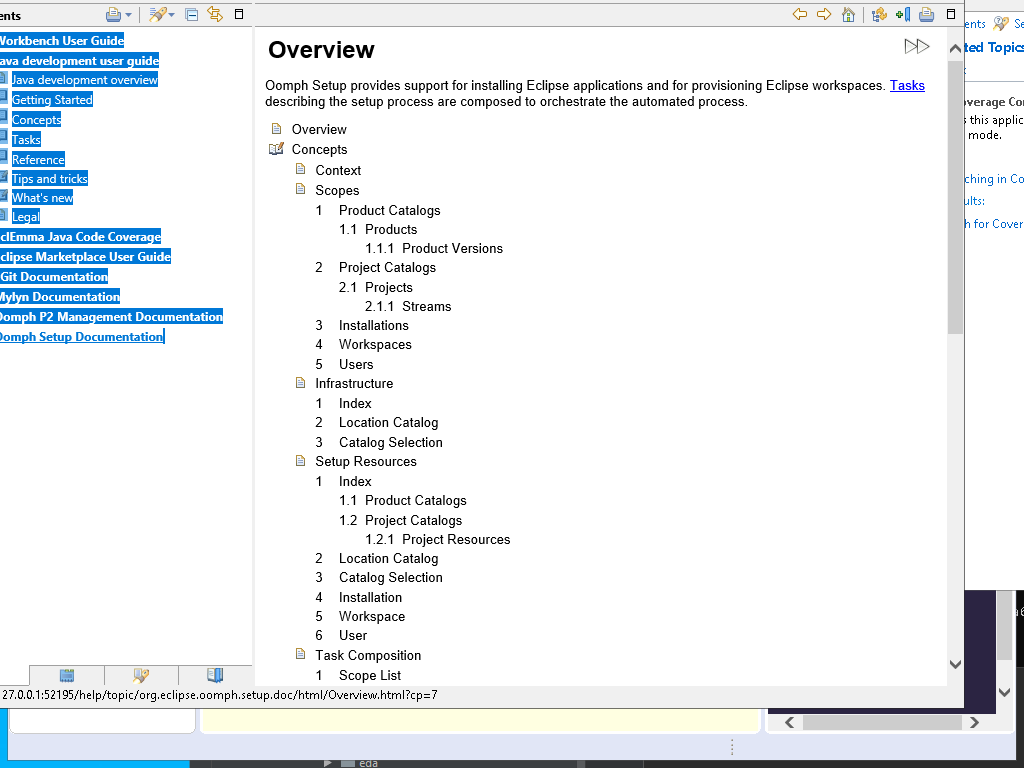 ents
Workbench User Guide
ava development user guide
Java development overview
Getting Started
Concepts
Tasks
Reference
Tips and tricks
What's new
Legal
clEmma Java Code Coverage
clipse Marketplace User Guide
Git Documentation
Mylyn Documentation
Oomph P2 Management Documentation
Oomph Setup Documentation
Overview
Oomph Setup provides support for installing Eclipse applications and for provisioning Eclipse workspaces. Tasks
describing the setup process are composed to orchestrate the automated process.
Overview
Concepts
Context
Scopes
1 Product Catalogs
1.1 Products
1.1.1 Product Versions
2 Project Catalogs
2.1 Projects
2.1.1 Streams
3 Installations
4 Workspaces
5 Users
Infrastructure
1 Index
2 Location Catalog
3 Catalog Selection
Setup Resources
1 Index
1.1 Product Catalogs
1.2 Project Catalogs
1.2.1 Project Resources
2 Location Catalog
3 Catalog Selection
4 Installation
5 Workspace
6 User
Task Composition
1 Scope List
27.0.0.1:52195/help/topic/org.eclipse.oomph.setup.doc/html/Overview.html?cp=7
ents Se
ted Topics
verage Co
s this applic
mode.
ching in Co
ults:
h for Cover
eda